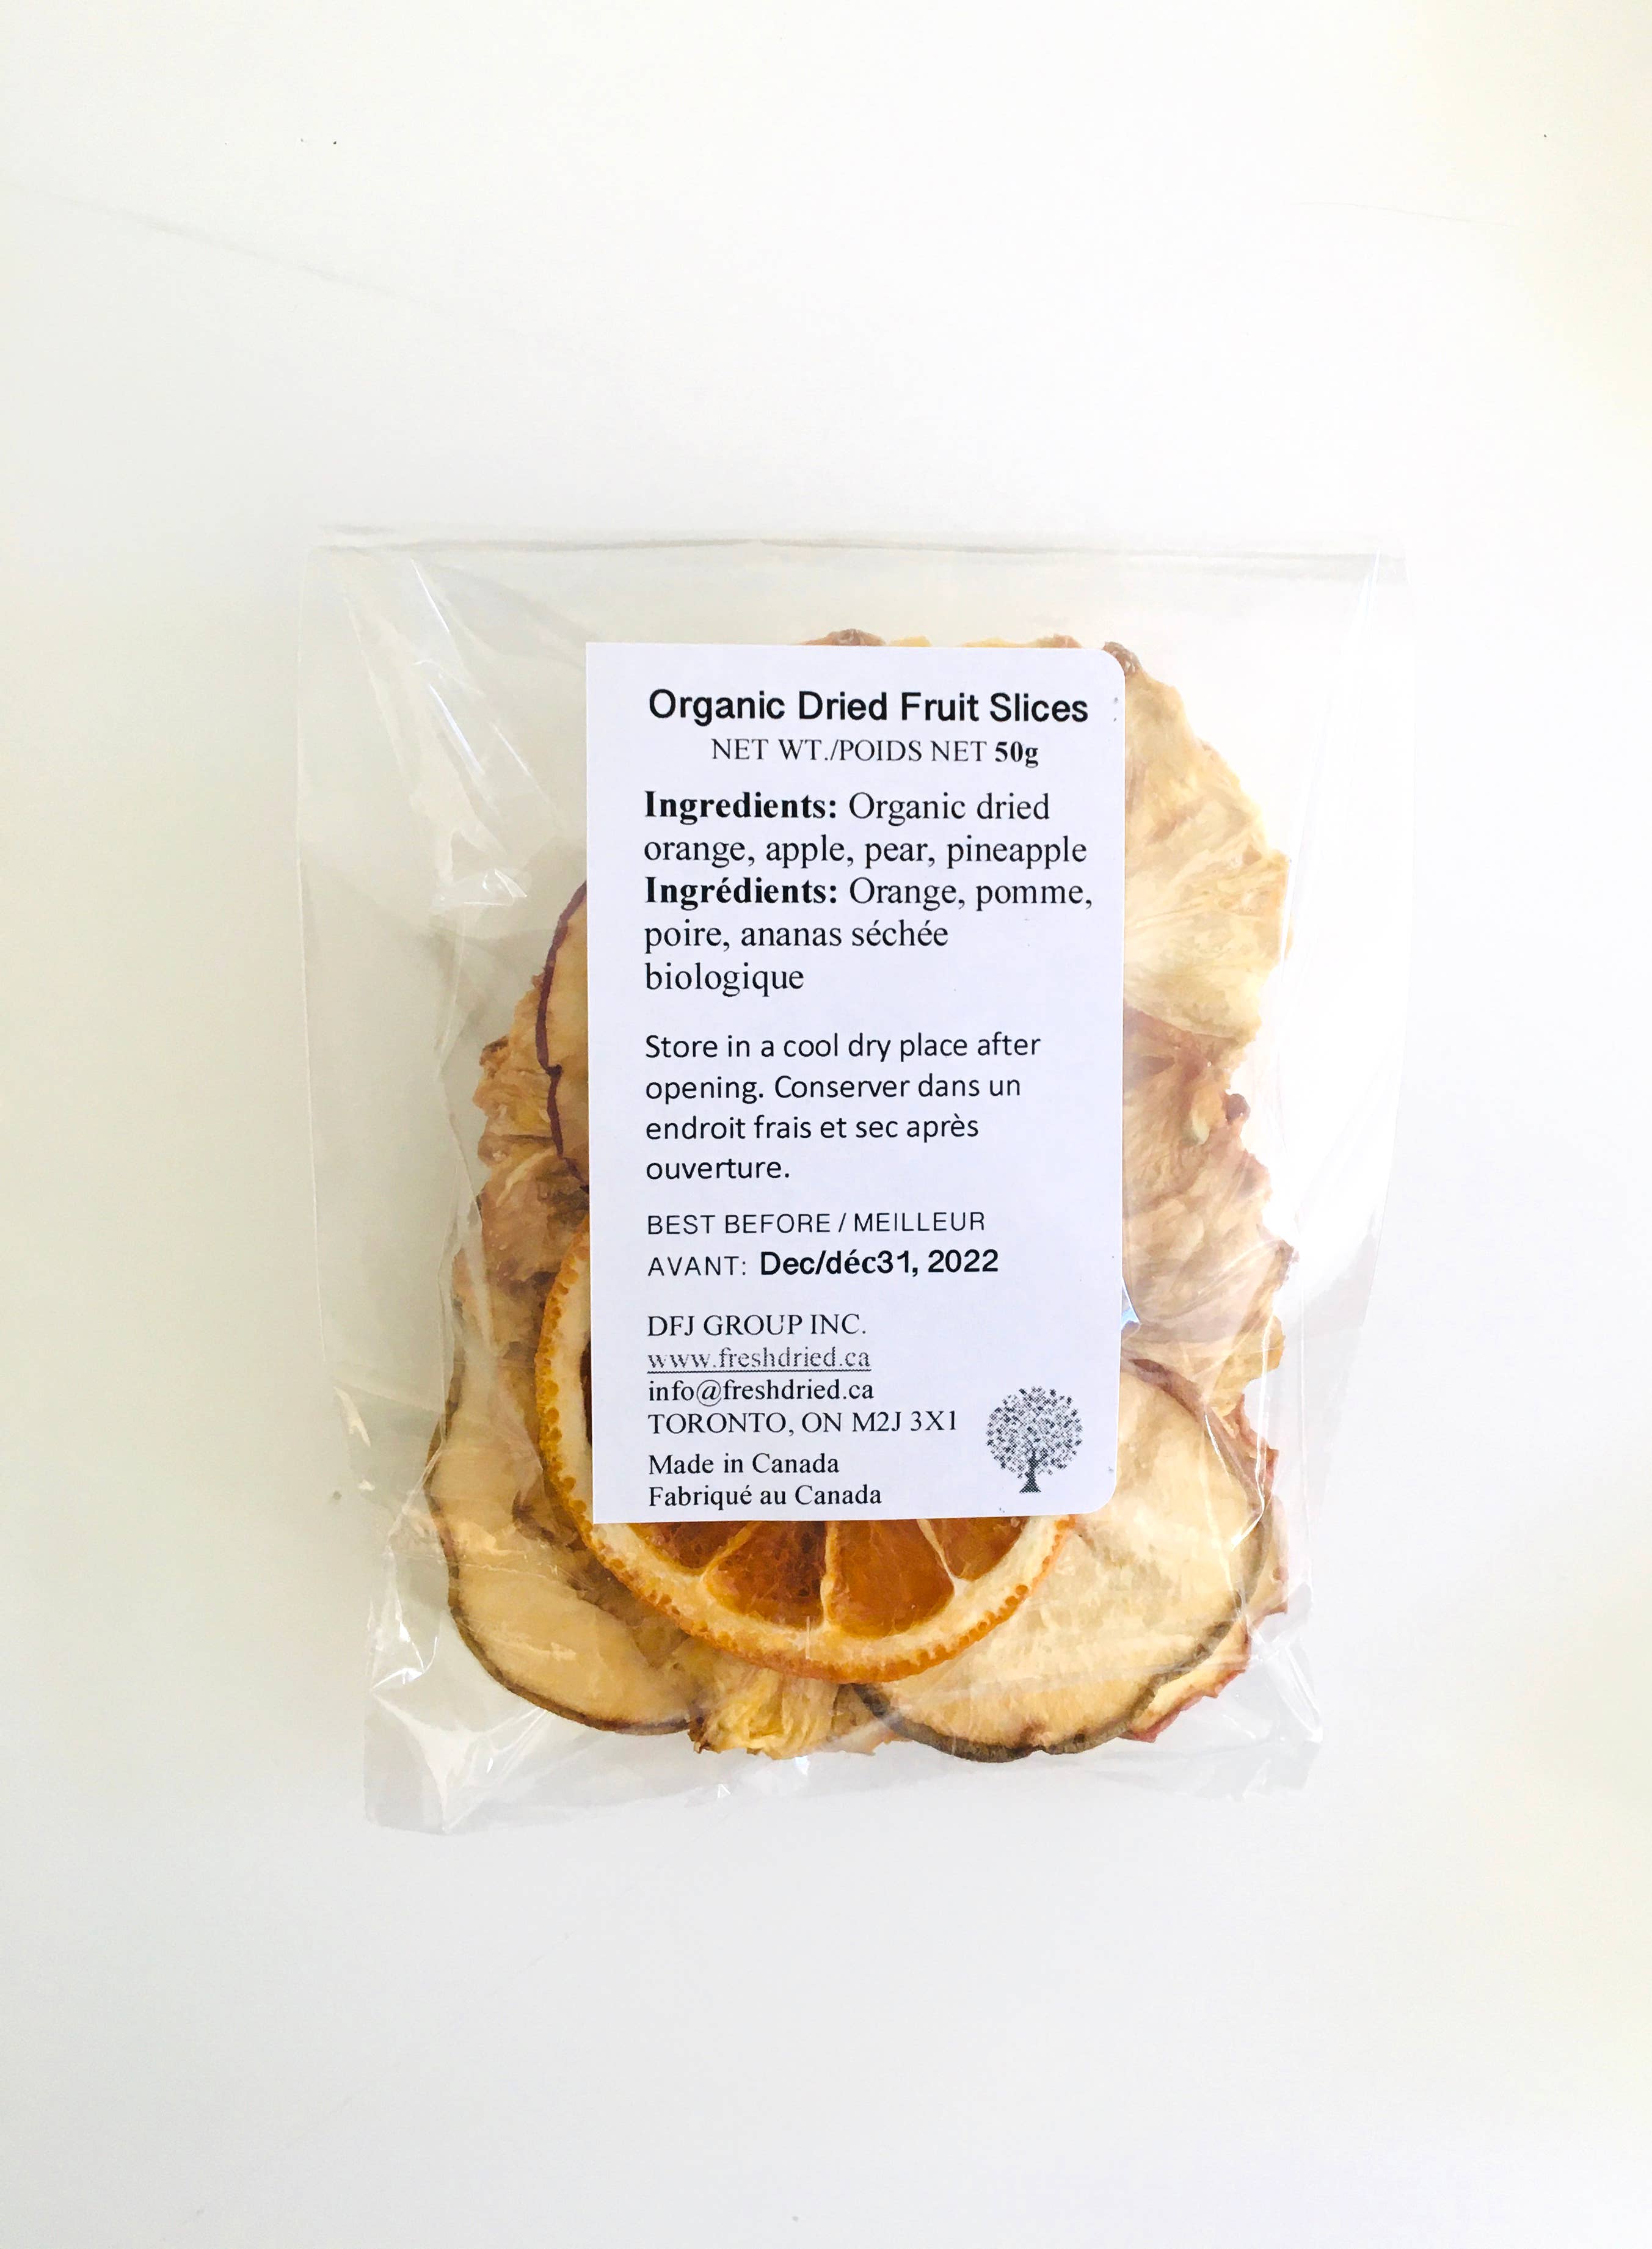 Organic Dried Fruit Slices
NET WT./POIDS NET 50g
Ingredients: Organic dried
orange, apple, pear, pineapple
Ingrédients: Orange, pomme,
poire, ananas séchée
biologique
Store in a cool dry place after
opening. Conserver dans un
endroit frais et sec après
ouverture.
BEST BEFORE / MEILLEUR
AVANT: Dec/déc31, 2022
DFJ GROUP INC.
www.freshdried.ca
info@freshdried.ca
TORONTO, ON M2J 3X1
Made in Canada
Fabriqué au Canada